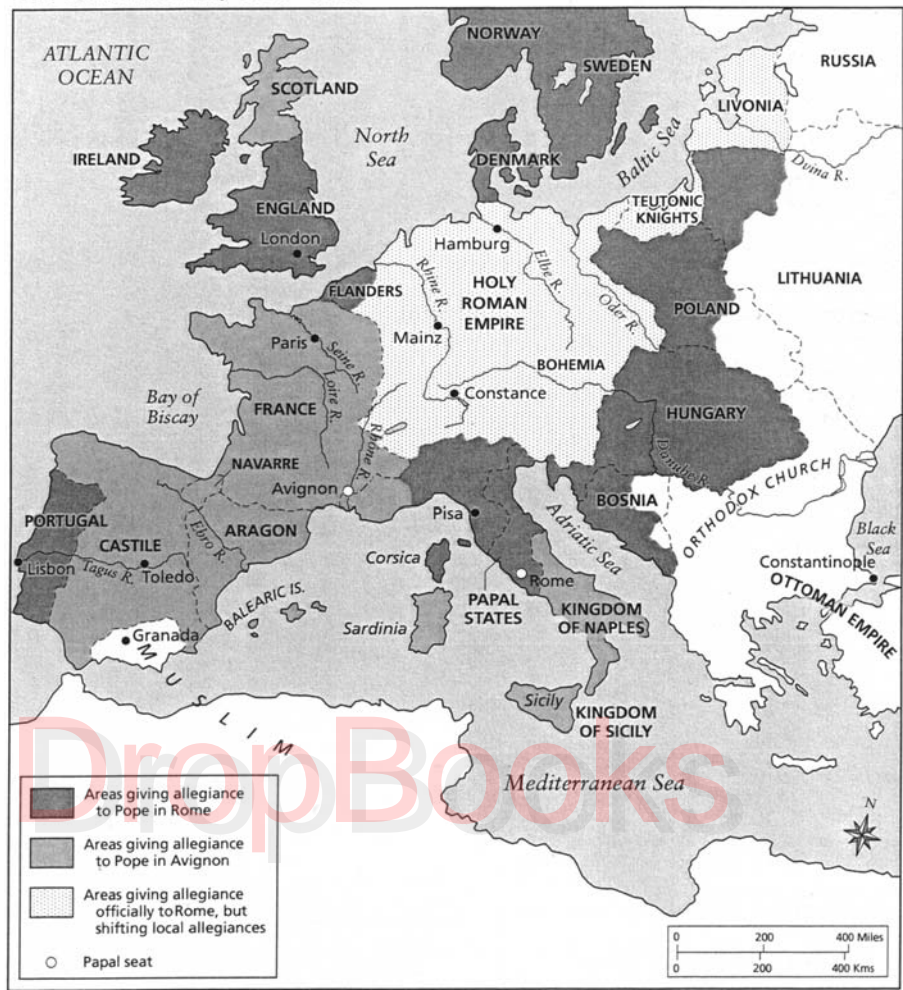 NORWAY
ATLANTIC
OCEAN
SWEDEN
RUSSIA
SCOTLAND
LIVONIA
North
Sea
Baltic Sea
IRELAND
DENMARK
Dvina R.
TEUTONIC
KNIGHTS
ENGLAND
London
Hamburg
Elbe R.
LITHUANIA
Rhine R.
HOLY
ROMAN
EMPIRE
Oder R.
FLANDERS
POLAND
Paris
Seine R.
Mainz
BOHEMIA
Loire R.
Constance
Bay of
Biscay
FRANCE
HUNGARY
Rhône R.
NAVARRE
Danube R.
Avignon
ORTHODOX CHURCH
BOSNIA
PORTUGAL
Ebro R.
ARAGON
Pisa
Adriatic Sea
Black
Sea
CASTILE
Corsica
Constantinople
Lisbon
Tagus R.
Toledo
Rome
OTTOMAN EMPIRE
BALEARIC IS.
PAPAL
STATES
KINGDOM
OF NAPLES
Sardinia
Granada
MUSLIM
Sicily
KINGDOM
OF SICILY
DropBooks
Mediterranean Sea
Areas giving allegiance
to Pope in Rome
Areas giving allegiance
to Pope in Avignon
Areas giving allegiance
officially to Rome, but
shifting local allegiances
Papal seat
N
0 200 400 Miles
0 200 400 Kms